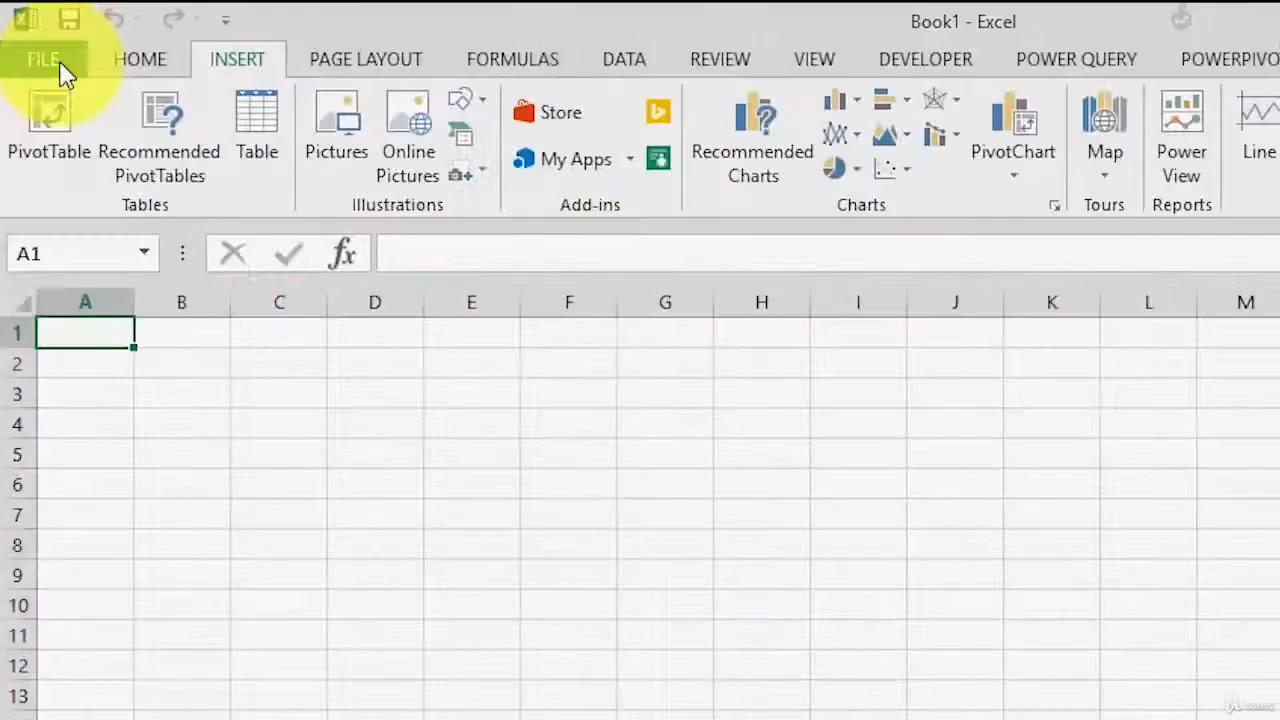 Book1 - Excel
FILE HOME INSERT PAGE LAYOUT FORMULAS DATA REVIEW VIEW DEVELOPER POWER QUERY POWERPIVO
PivotTable Recommended PivotTables Table
Tables
Pictures Online Pictures
Illustrations
Store
My Apps
Add-ins
Recommended Charts
PivotChart
Charts
Map
Tours
Power View
Reports
Line
A1
fx
A B C D E F G H I J K L M
1
2
3
4
5
6
7
8
9
10
11
12
13